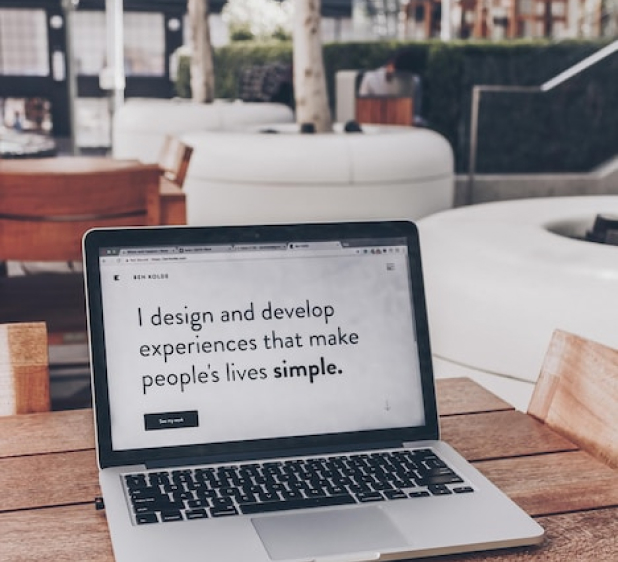 BEN KOLDE
I design and develop
experiences that make
people's lives simple.
See my work